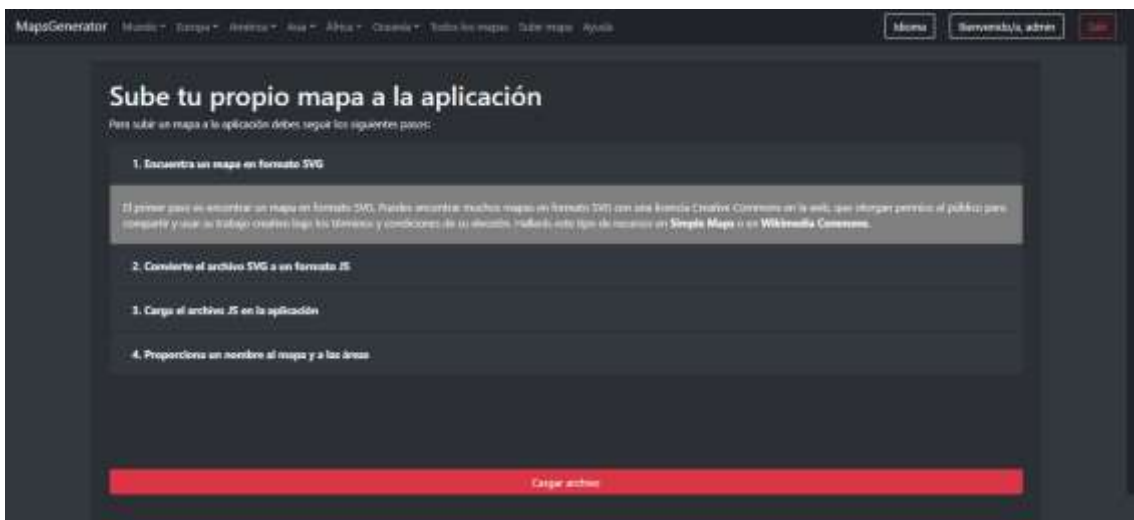 MapsGenerator Mundo Europa América Asia África Oceanía Todos los mapas Subir mapa Ayuda Idioma Bienvenido/a, admin Salir
Sube tu propio mapa a la aplicación
Para subir un mapa a la aplicación debes seguir los siguientes pasos:
1. Encuentra un mapa en formato SVG
El primer paso es encontrar un mapa en formato SVG. Puedes encontrar muchos mapas en formato SVG con una licencia Creative Commons en la web, que otorgan permiso al público para
compartir y usar su trabajo creativo bajo los términos y condiciones de su elección. Hallarás este tipo de recursos en Simple Maps o en Wikimedia Commons.
2. Convierte el archivo SVG a un formato JS
3. Carga el archivo JS en la aplicación
4. Proporciona un nombre al mapa y a las áreas
Cargar archivo